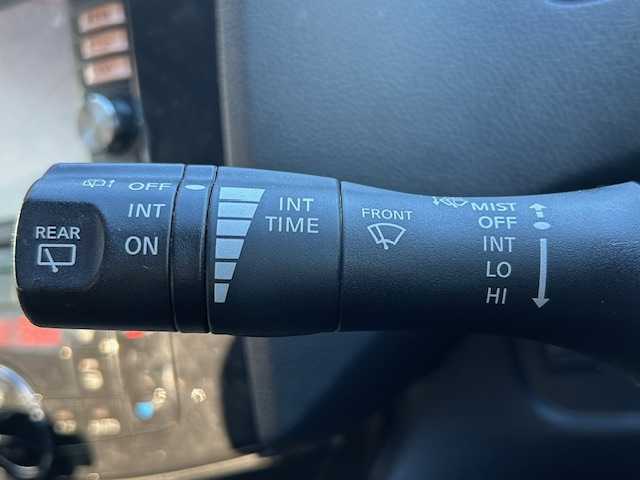 REAR
OFF
INT
ON
INT
TIME
FRONT
MIST
OFF
INT
LO
HI